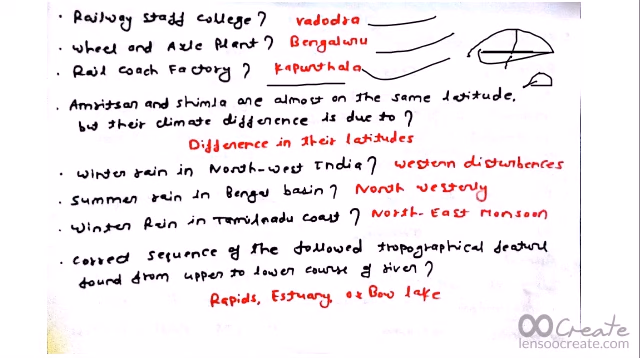 • Railway staff college? vadodra
• wheel and Axle Plant? Bengaluru
• Rail coach Factory? Kapurthala
• Amritsar and Shimla are almost on the same latitude.
but their climate difference is due to?
Difference in their latitudes
• winter rain in North-west India? western disturbences
• summer rain in Bengal basin? North westerly
• winter Rain in Tamilnadu coast? North-East Monsoon
• correct sequence of the followed tropographical feature
found from upper to lower course of river?
Rapids, Estuary, ox Bow lake
Create
lensoocreate.com